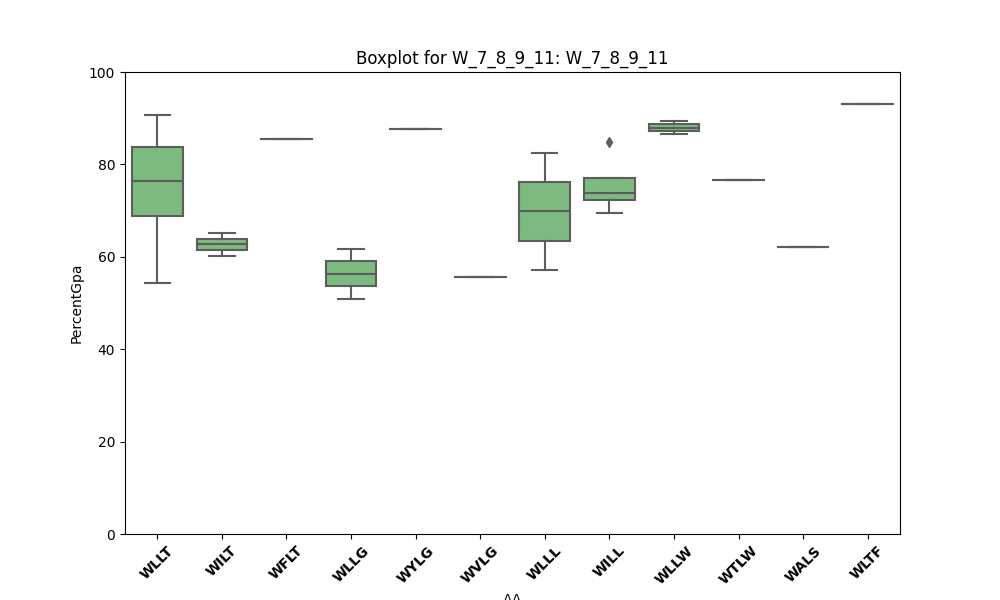 Boxplot for W_7_8_9_11: W_7_8_9_11
100
80
60
40
20
0
PercentGpa
WLLT
WILT
WFLT
WLLG
WYLG
WVLG
WLLL
WILL
WLLW
WTLW
WALS
WLTF
AA